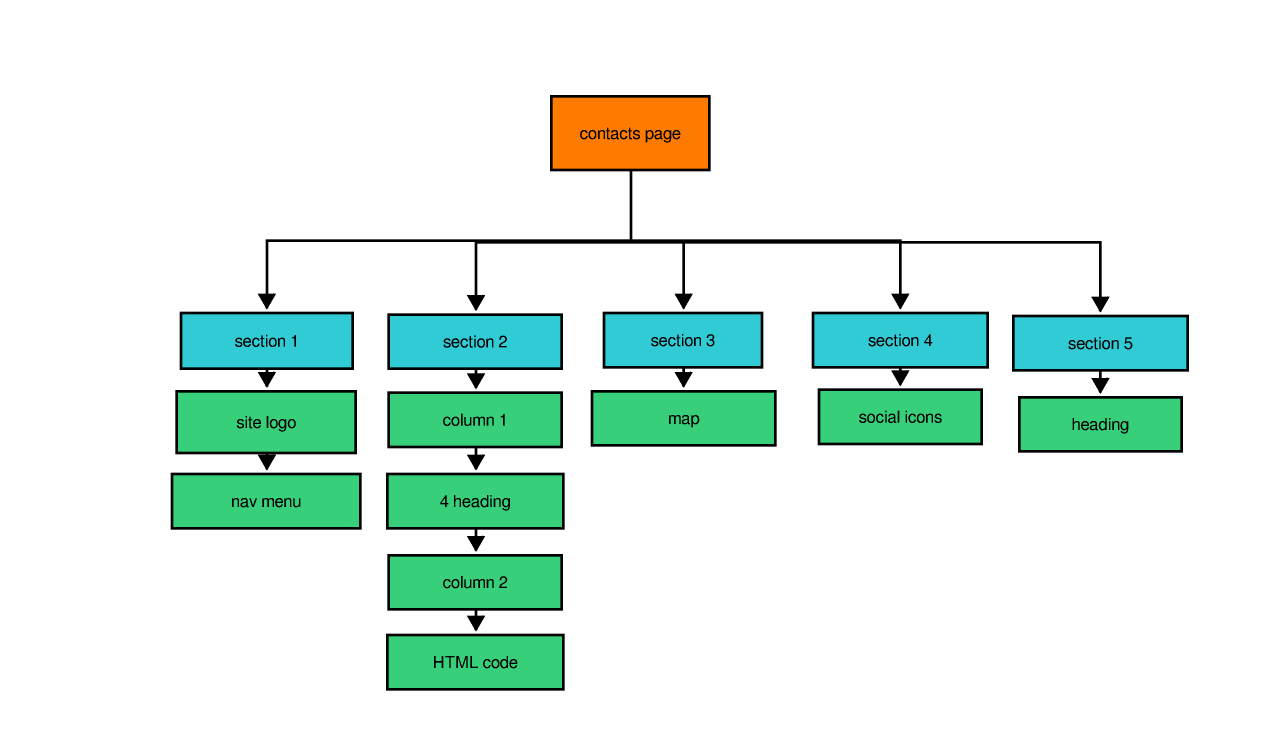 contacts page
section 1
section 2
section 3
section 4
section 5
site logo
column 1
map
social icons
heading
nav menu
4 heading
column 2
HTML code